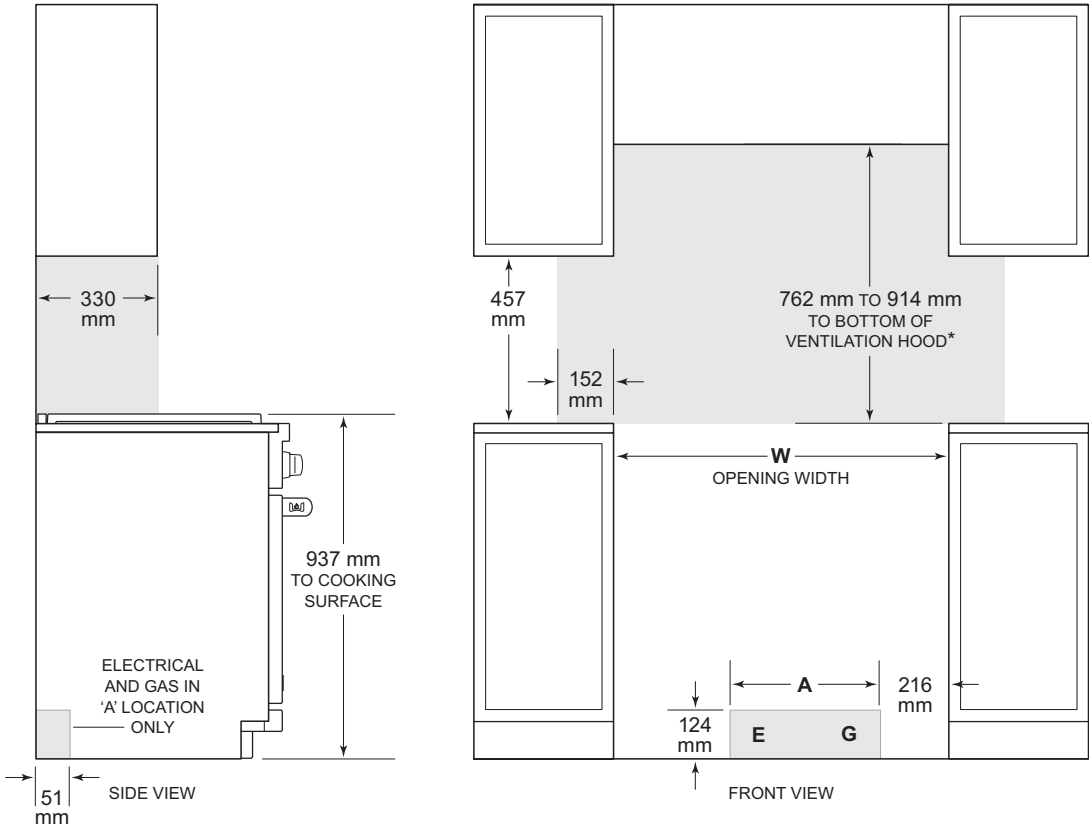 330
mm
937 mm
TO COOKING
SURFACE
ELECTRICAL
AND GAS IN
‘A’ LOCATION
ONLY
51
mm
SIDE VIEW
457
mm
762 mm TO 914 mm
TO BOTTOM OF
VENTILATION HOOD*
152
mm
W
OPENING WIDTH
A
216
mm
124
mm
E
G
FRONT VIEW